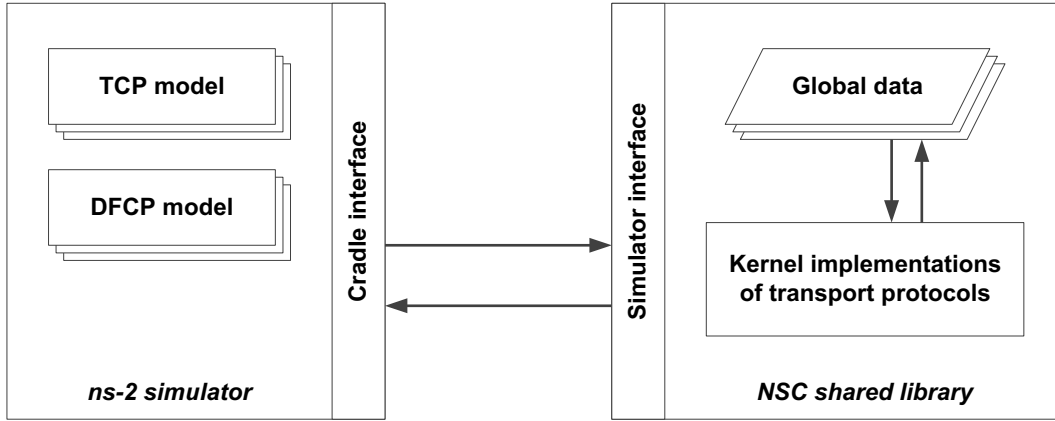 TCP model
DFCP model
Cradle interface
ns-2 simulator
Simulator interface
Global data
Kernel implementations
of transport protocols
NSC shared library